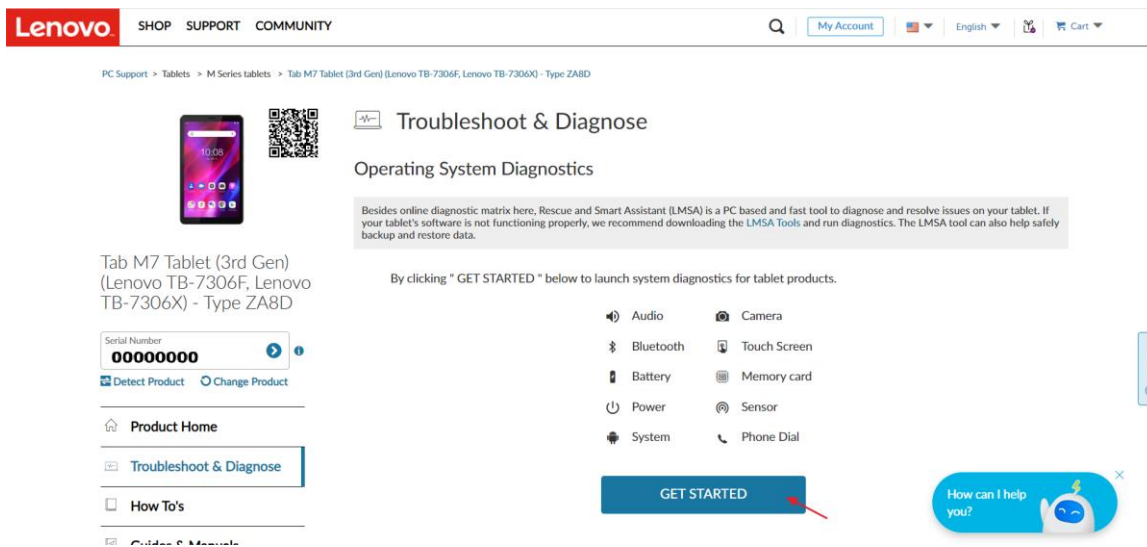 Lenovo
SHOP SUPPORT COMMUNITY
My Account
English
Cart
PC Support > Tablets > M Series tablets > Tab M7 Tablet (3rd Gen) (Lenovo TB-7306F, Lenovo TB-7306X) - Type ZA8D
10:08
Tab M7 Tablet (3rd Gen)
(Lenovo TB-7306F, Lenovo
TB-7306X) - Type ZA8D
Serial Number
00000000
Detect Product Change Product
Product Home
Troubleshoot & Diagnose
How To's
Guides & Manuals
Troubleshoot & Diagnose
Operating System Diagnostics
Besides online diagnostic matrix here, Rescue and Smart Assistant (LMSA) is a PC based and fast tool to diagnose and resolve issues on your tablet. If
your tablet's software is not functioning properly, we recommend downloading the LMSA Tools and run diagnostics. The LMSA tool can also help safely
backup and restore data.
By clicking " GET STARTED " below to launch system diagnostics for tablet products.
Audio Camera
Bluetooth Touch Screen
Battery Memory card
Power Sensor
System Phone Dial
GET STARTED
How can I help
you?